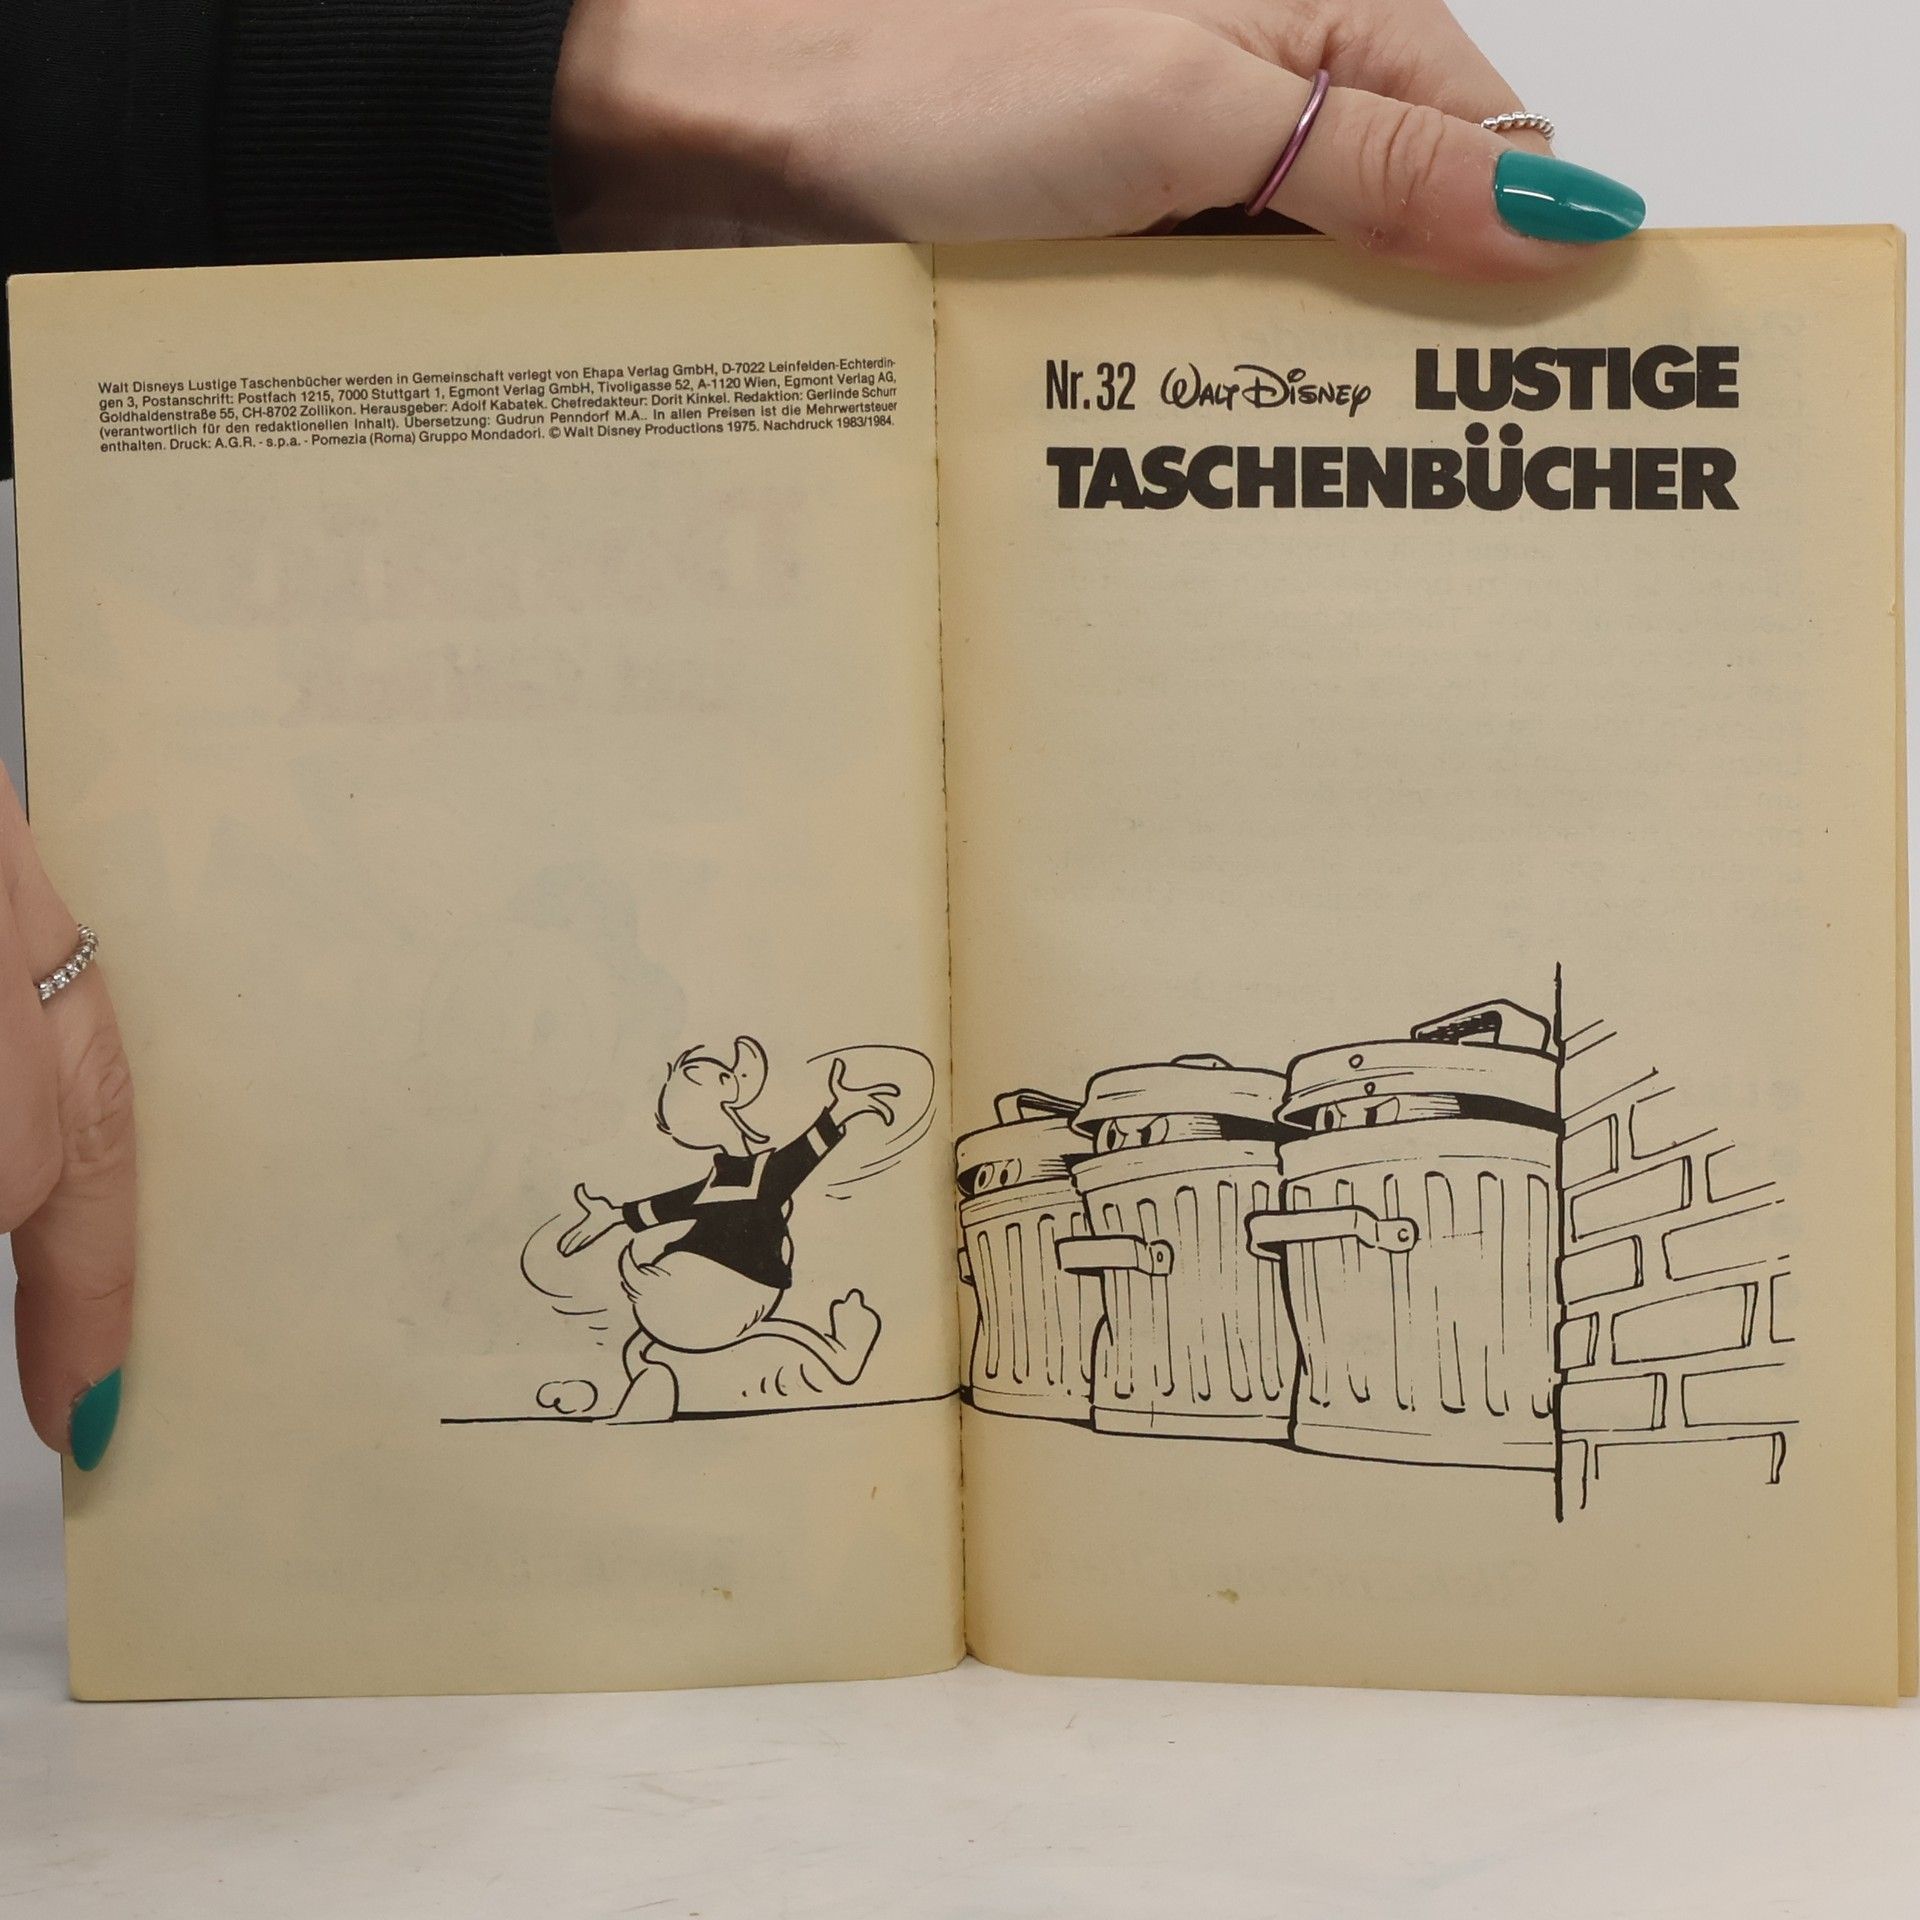 Walt Disneys Lustige Taschenbücher werden in Gemeinschaft verlegt von Ehapa Verlag GmbH, D-7022 Leinfelden-Echterdin-
gen 3, Postanschrift: Postfach 1215, 7000 Stuttgart 1, Egmont Verlag GmbH, Tivoligasse 52, A-1120 Wien, Egmont Verlag AG,
Goldhaldenstraße 55, CH-8702 Zollikon. Herausgeber: Adolf Kabatek. Chefredakteur: Dorit Kinkel. Redaktion: Gerlinde Schurr
(verantwortlich für den redaktionellen Inhalt). Übersetzung: Gudrun Penndorf M.A.. In allen Preisen ist die Mehrwertsteuer
enthalten. Druck: A.G.R. - s.p.a. - Pomezia (Roma) Gruppo Mondadori. © Walt Disney Productions 1975. Nachdruck 1983/1984.
Nr. 32 Walt Disney LUSTIGE
TASCHENBÜCHER